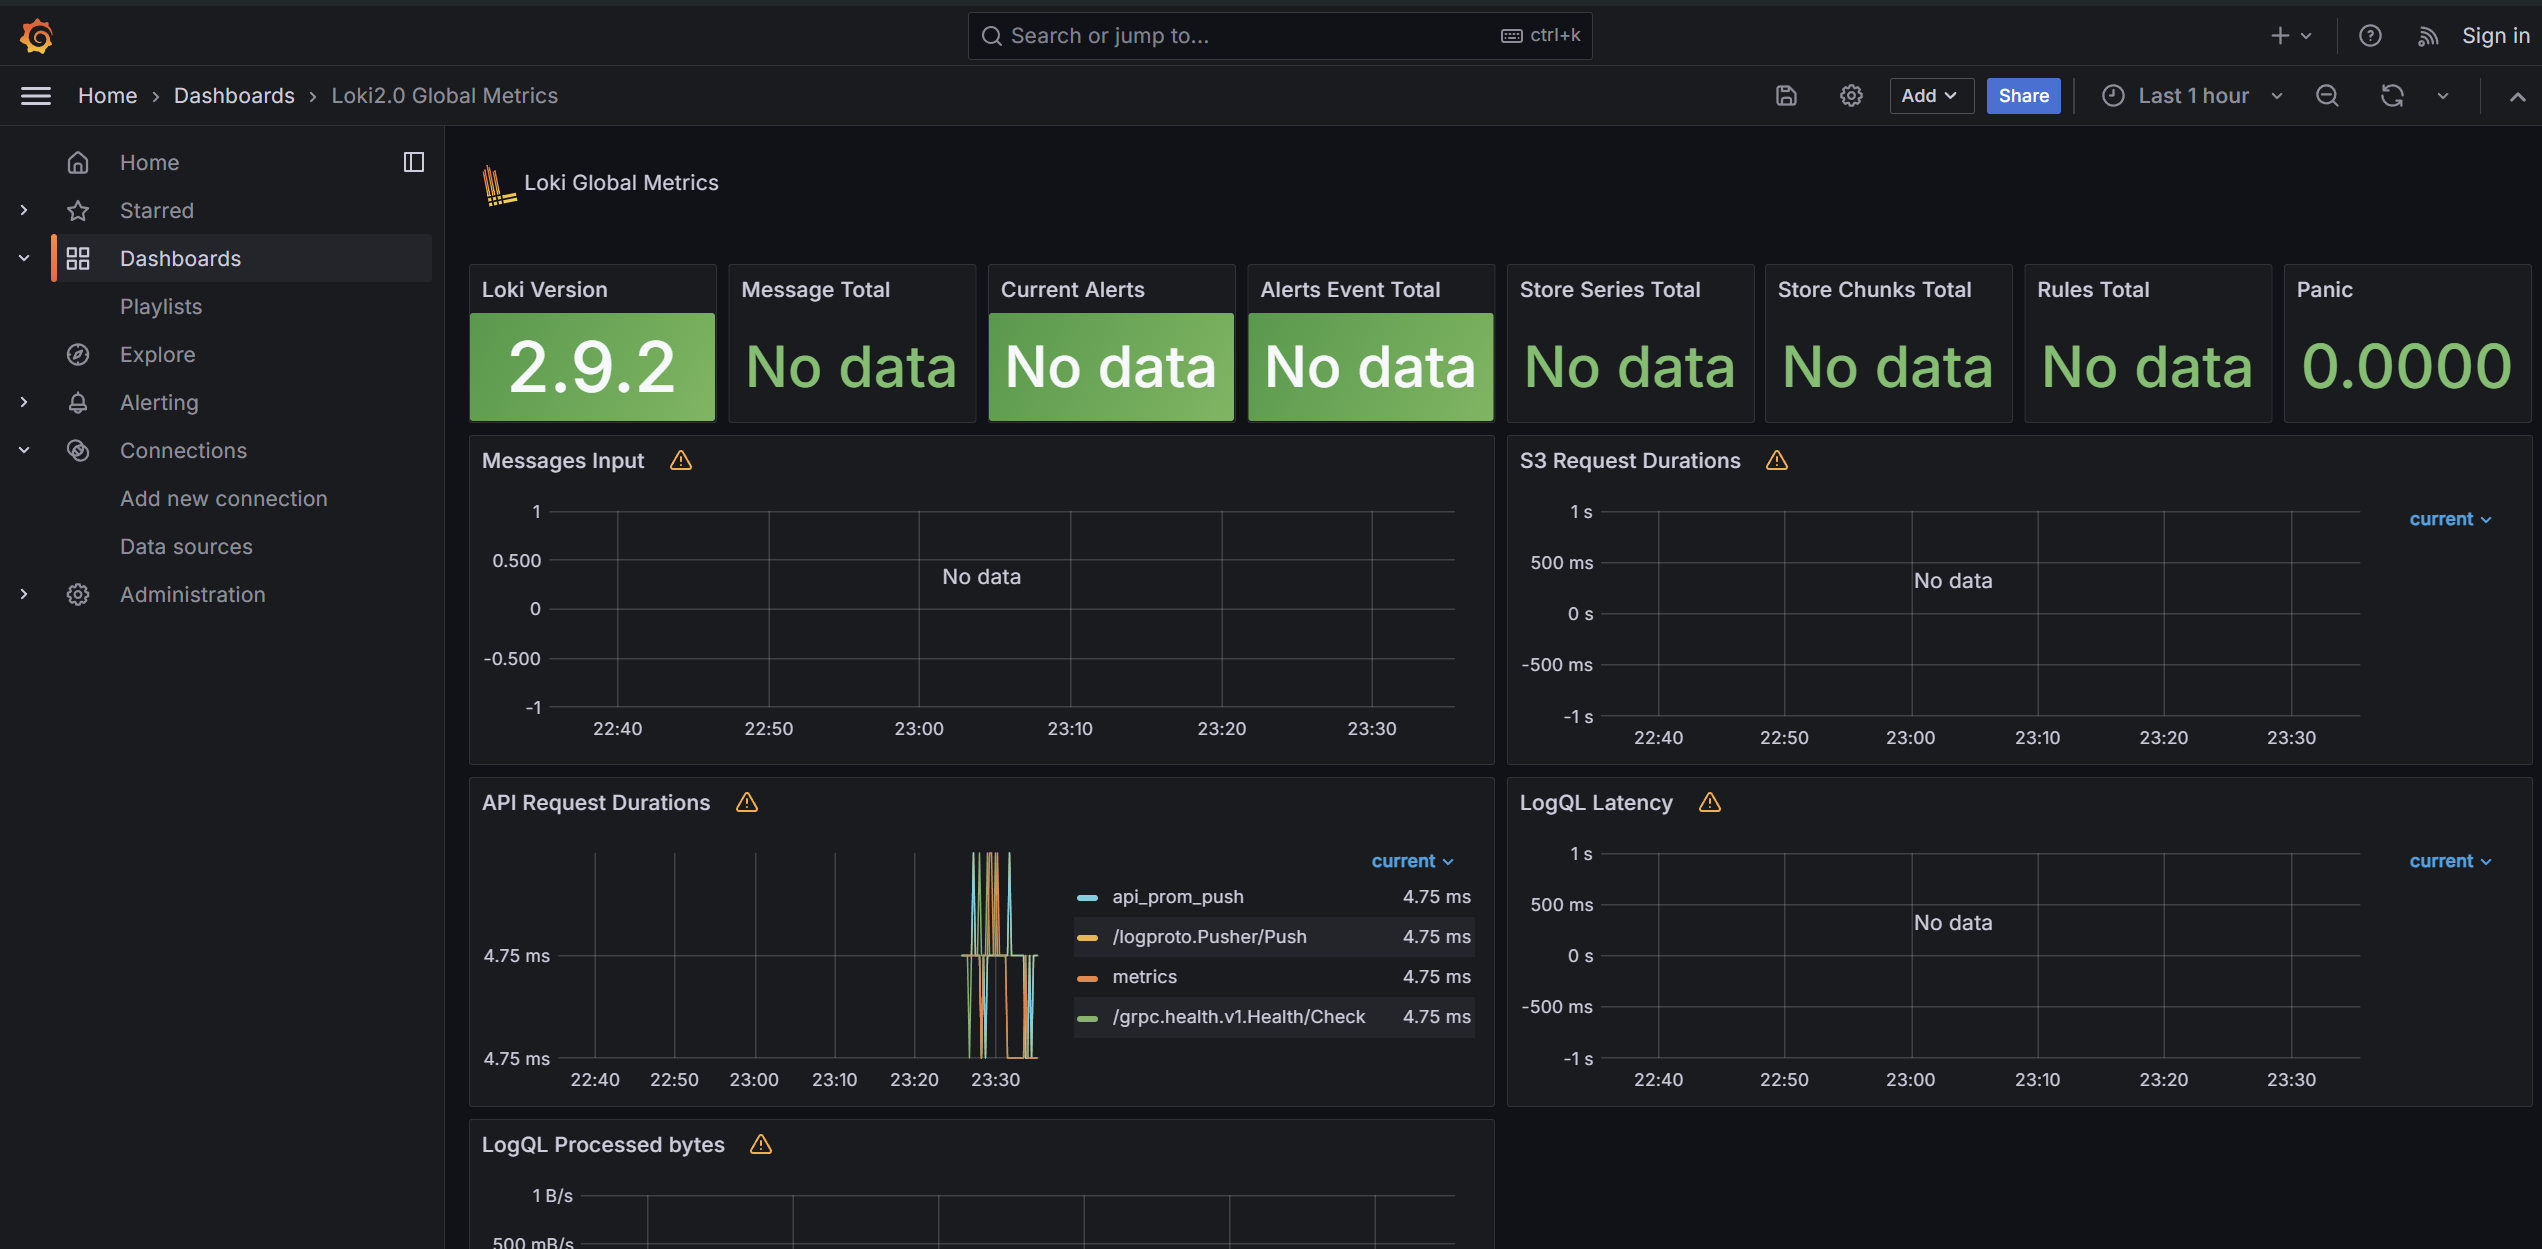 Search or jump to...
ctrl+k
Sign in
Home
Dashboards
Loki2.0 Global Metrics
Add
Share
Last 1 hour
Home
Starred
Dashboards
Playlists
Explore
Alerting
Connections
Add new connection
Data sources
Administration
Loki Global Metrics
Loki Version
2.9.2
Message Total
No data
Current Alerts
No data
Alerts Event Total
No data
Store Series Total
No data
Store Chunks Total
No data
Rules Total
No data
Panic
0.0000
Messages Input
1
0.500
0
-0.500
-1
No data
22:40 22:50 23:00 23:10 23:20 23:30
S3 Request Durations
current
1 s
500 ms
0 s
-500 ms
-1 s
No data
22:40 22:50 23:00 23:10 23:20 23:30
API Request Durations
4.75 ms
4.75 ms
22:40 22:50 23:00 23:10 23:20 23:30
current
api_prom_push 4.75 ms
/logproto.Pusher/Push 4.75 ms
metrics 4.75 ms
/grpc.health.v1.Health/Check 4.75 ms
LogQL Latency
current
1 s
500 ms
0 s
-500 ms
-1 s
No data
22:40 22:50 23:00 23:10 23:20 23:30
LogQL Processed bytes
1 B/s
500 mB/s